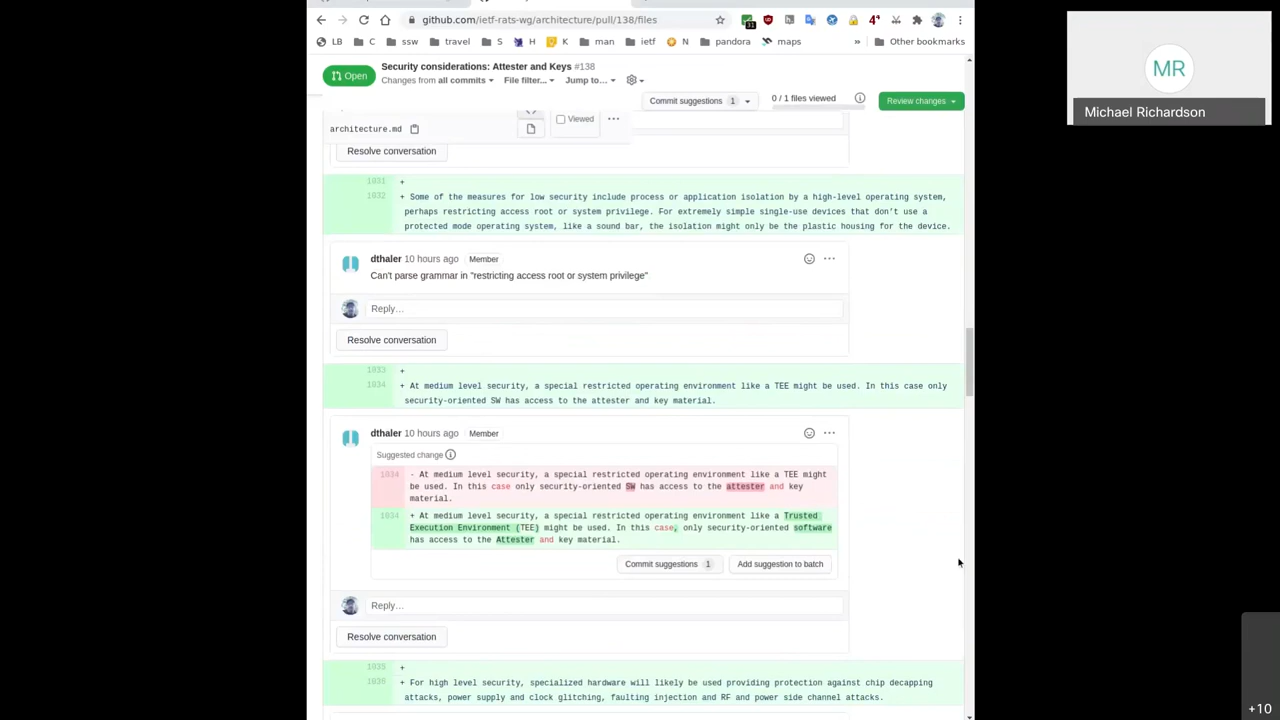 github.com/ietf-rats-wg/architecture/pull/138/files
LB C ssw travel S H K man ietf N pandora maps » Other bookmarks
Open
Security considerations: Attester and Keys #138
Changes from all commits File filter... Jump to...
Commit suggestions 1
0 / 1 files viewed
Review changes
architecture.md
Viewed
Resolve conversation
1031 +
1032 + Some of the measures for low security include process or application isolation by a high-level operating system,
perhaps restricting access root or system privilege. For extremely simple single-use devices that don’t use a
protected mode operating system, like a sound bar, the isolation might only be the plastic housing for the device.
dthaler 10 hours ago Member
Can't parse grammar in "restricting access root or system privilege"
Reply…
Resolve conversation
1033 +
1034 + At medium level security, a special restricted operating environment like a TEE might be used. In this case only
security-oriented SW has access to the attester and key material.
dthaler 10 hours ago Member
Suggested change
1034 - At medium level security, a special restricted operating environment like a TEE might
be used. In this case only security-oriented SW has access to the attester and key
material.
1034 + At medium level security, a special restricted operating environment like a Trusted
Execution Environment (TEE) might be used. In this case, only security-oriented software
has access to the Attester and key material.
Commit suggestions 1 Add suggestion to batch
Reply…
Resolve conversation
1035 +
1036 + For high level security, specialized hardware will likely be used providing protection against chip decapping
attacks, power supply and clock glitching, faulting injection and RF and power side channel attacks.
MR
Michael Richardson
+10